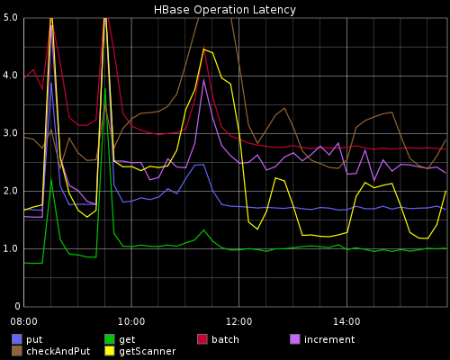 HBase Operation Latency
5.0
4.0
3.0
2.0
1.0
0
08:00 10:00 12:00 14:00
put get batch increment
checkAndPut getScanner